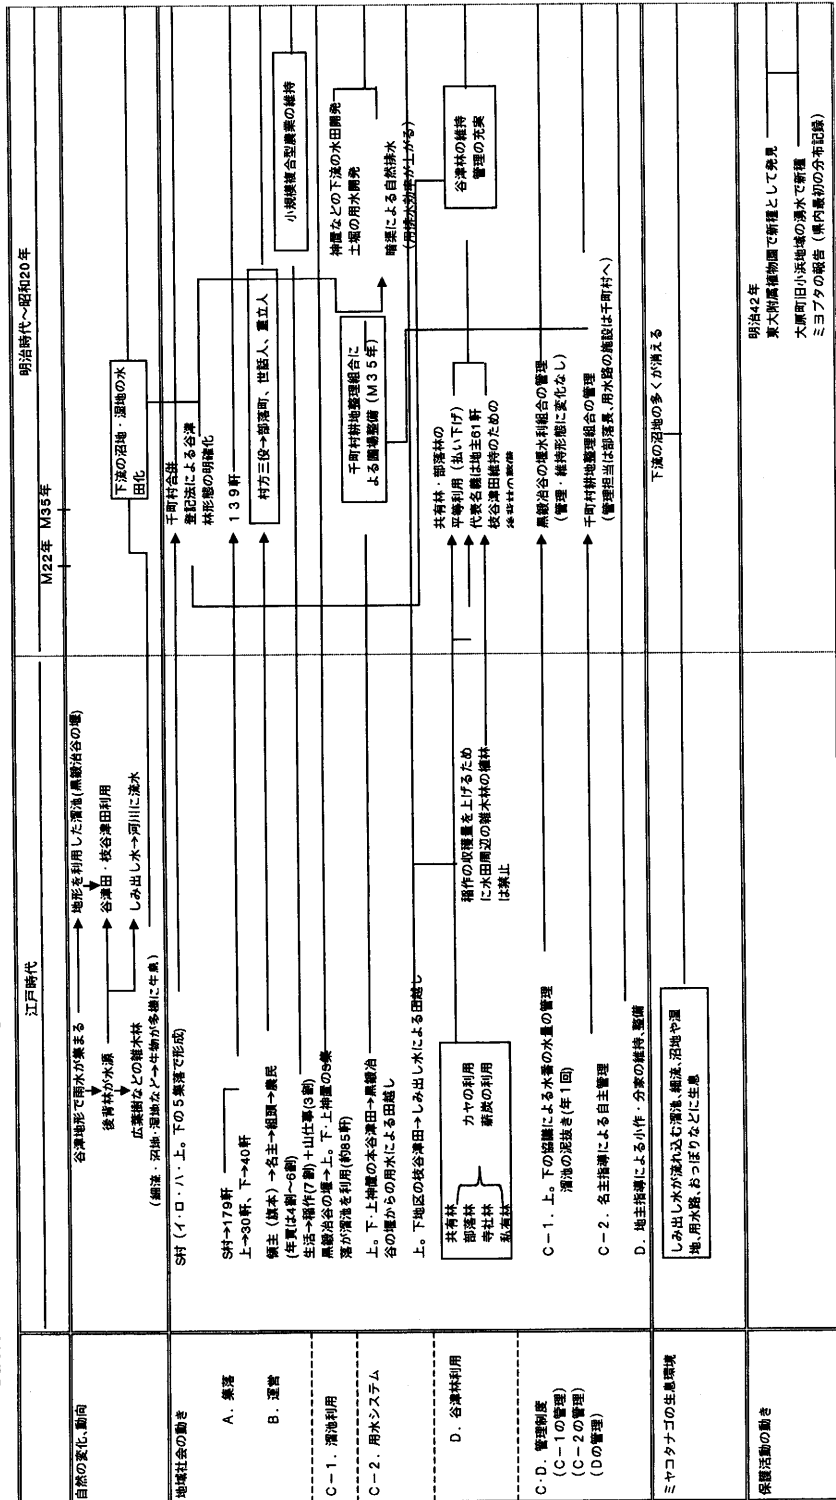 江戸時代
明治時代～昭和20年
M22年 M35年
自然の変化、動向
谷津地形で雨水が集まる
地形を利用した溜池(黒鍛冶谷の堰)
後背林が水源
谷津田・枝谷津田利用
広葉樹などの雑木林
しみ出し水→河川に流水
(細流・沼地・湿地など→生物が多様に生息)
下流の沼地・湿地の水
田化
地域社会の動き
S村(イ・ロ・ハ・上。下の5集落で形成)
千町村合併
登記法による谷津
林形態の明確化
A．集落
S村→179軒
上→30軒、下→40軒
139軒
B．運営
領主(旗本)→名主→組頭→農民
(年貢は4割～6割)
生活→稲作(7割)+山仕事(3割)
村方三役→部落町、世話人、重立人
小規模複合型農業の維持
C－1．溜池利用
黒鍛冶谷の堰→上。下・上神置の3集
落が溜池を利用(約85軒)
C－2．用水システム
上。下・上神置の本谷津田→黒鍛冶
谷の堰からの用水による田越し
上。下地区の枝谷津田→しみ出し水による田越し
千町村耕地整理組合に
よる圃場整備(M35年)
神置などの下流の水田開発
土堀の用水開発
暗渠による自然排水
(用排水効率が上がる)
D．谷津林利用
共有林
部落林
寺社林
私有林
カヤの利用
薪炭の利用
稲作の収穫量を上げるため
に水田周辺の雑木林の植林
は禁止
共有林・部落林の
平等利用(払い下げ)
代表名義は地主61軒
枝谷津田維持のための
後背林の整備
谷津林の維持
管理の充実
C・D．管理制度
(C－1の管理)
(C－2の管理)
(Dの管理)
C－1．上。下の協議による水番の水量の管理
溜池の泥抜き(年1回)
黒鍛冶谷の堰水利組合の管理
(管理・維持形態に変化なし)
C－2．名主指導による自主管理
千町村耕地整理組合の管理
(管理担当は部落長、用水路の施設は千町村へ)
D．地主指導による小作・分家の維持、整備
ミヤコタナゴの生息環境
しみ出し水が流れ込む溜池、細流、沼地や湿
地、用水路、おっぽりなどに生息
下流の沼地の多くが消える
保護活動の動き
明治42年
東大附属植物園で新種として発見
大原町旧小浜地域の湧水で新種
ミヨブタの報告(県内最初の分布記録)